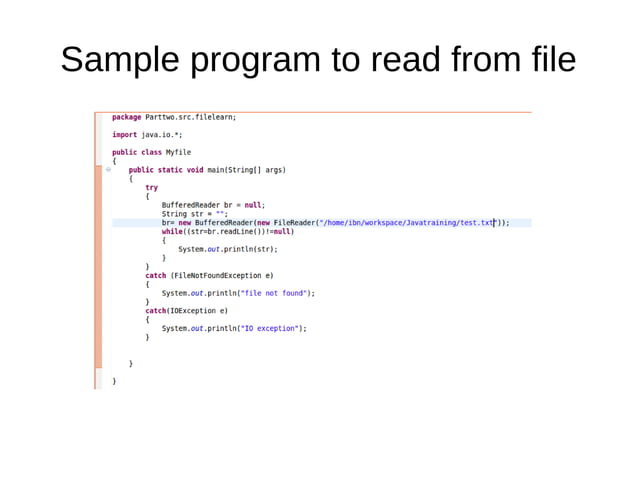 Sample program to read from file
package Parttwo.src.filelearn;
import java.io.*;
public class Myfile
{
public static void main(String[] args)
{
try
{
BufferedReader br = null;
String str = "";
br= new BufferedReader(new FileReader("/home/ibn/workspace/Javatraining/test.txt"));
while((str=br.readLine())!=null)
{
System.out.println(str);
}
}
catch (FileNotFoundException e)
{
System.out.println("file not found");
}
catch(IOException e)
{
System.out.println("IO exception");
}
}
}